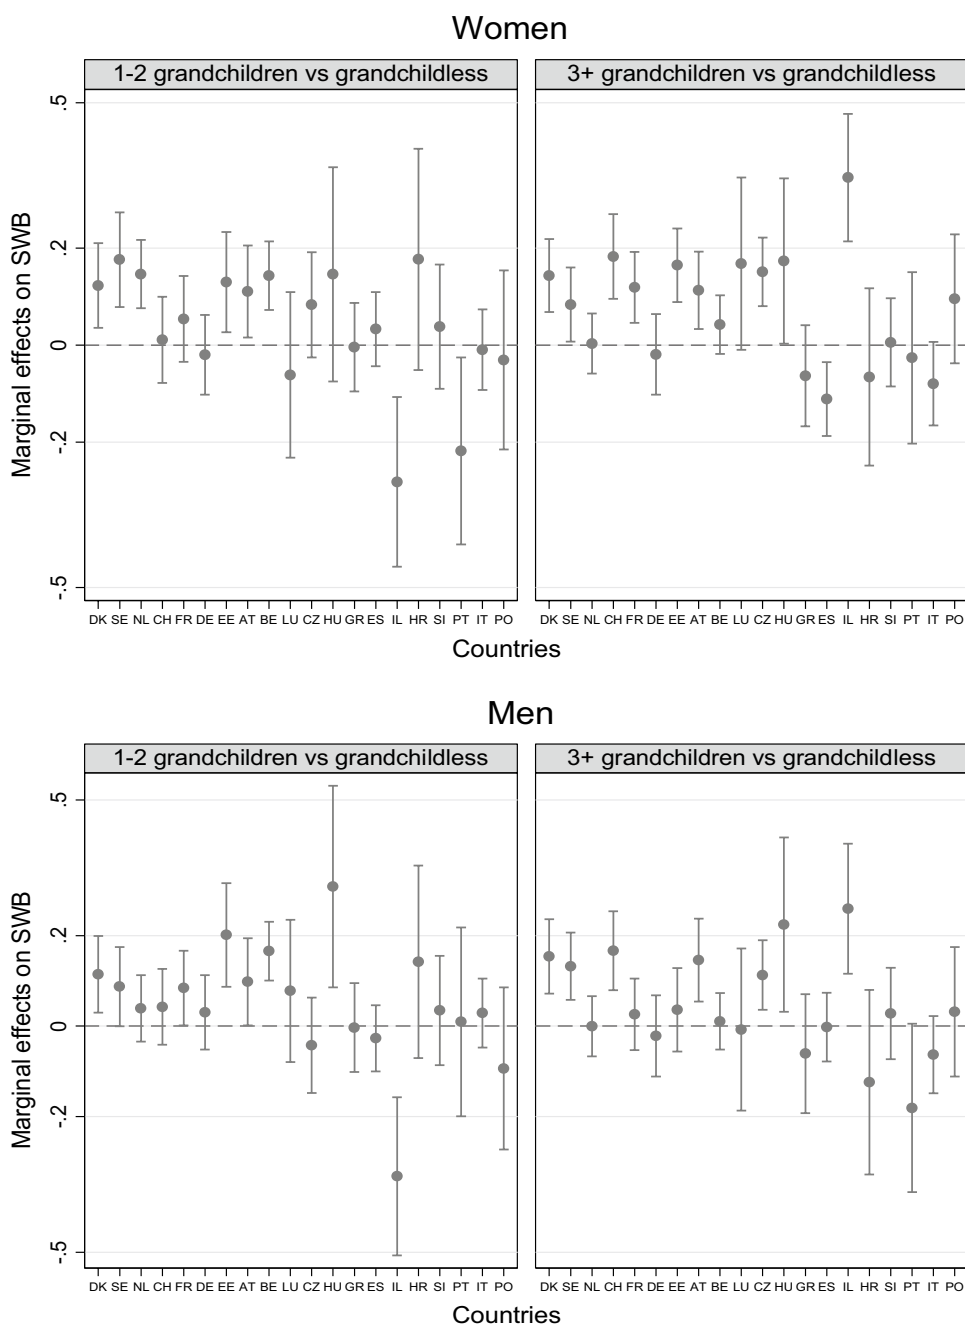 Women
1-2 grandchildren vs grandchildless
3+ grandchildren vs grandchildless
Marginal effects on SWB
.5
.2
0
-.2
-.5
DK SE NL CH FR DE EE AT BE LU CZ HU GR ES IL HR SI PT IT PO
DK SE NL CH FR DE EE AT BE LU CZ HU GR ES IL HR SI PT IT PO
Countries
Men
1-2 grandchildren vs grandchildless
3+ grandchildren vs grandchildless
Marginal effects on SWB
.5
.2
0
-.2
-.5
DK SE NL CH FR DE EE AT BE LU CZ HU GR ES IL HR SI PT IT PO
DK SE NL CH FR DE EE AT BE LU CZ HU GR ES IL HR SI PT IT PO
Countries